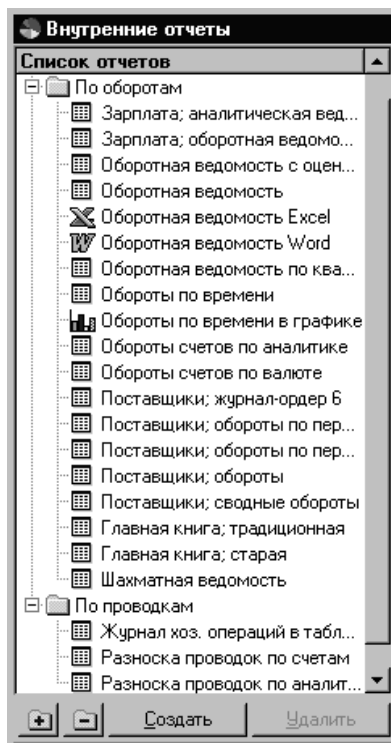 Внутренние отчеты
Список отчетов
По оборотам
Зарплата; аналитическая вед...
Зарплата; оборотная ведомо...
Оборотная ведомость с оцен...
Оборотная ведомость
Оборотная ведомость Excel
Оборотная ведомость Word
Оборотная ведомость по ква...
Обороты по времени
Обороты по времени в графике
Обороты счетов по аналитике
Обороты счетов по валюте
Поставщики; журнал-ордер 6
Поставщики; обороты по пер...
Поставщики; обороты по пер...
Поставщики; обороты
Поставщики; сводные обороты
Главная книга; традиционная
Главная книга; старая
Шахматная ведомость
По проводкам
Журнал хоз. операций в табл...
Разноска проводок по счетам
Разноска проводок по аналит...
Создать Удалить